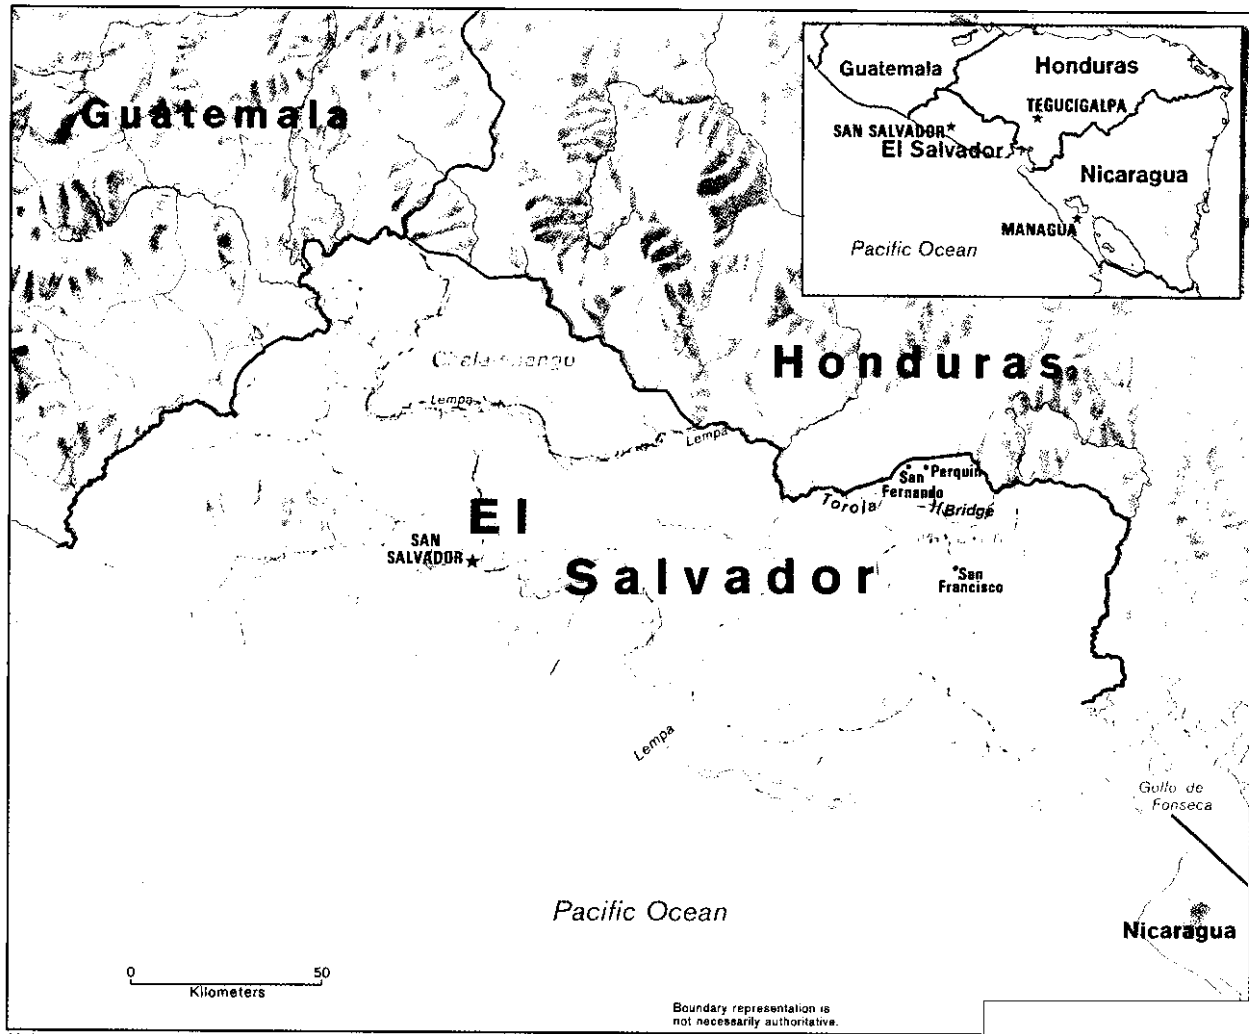 Guatemala
Honduras
Guatemala
TEGUCIGALPA
SAN SALVADOR
El Salvador
Nicaragua
MANAGUA
Pacific Ocean
Honduras
Lempa
Lempa
San
Fernando
Perquin
Torola
Bridge
El
SAN
SALVADOR
Salvador
San
Francisco
Lempa
Golfo de
Fonseca
Pacific Ocean
Nicaragua
0 50
Kilometers
Boundary representation is
not necessarily authoritative.